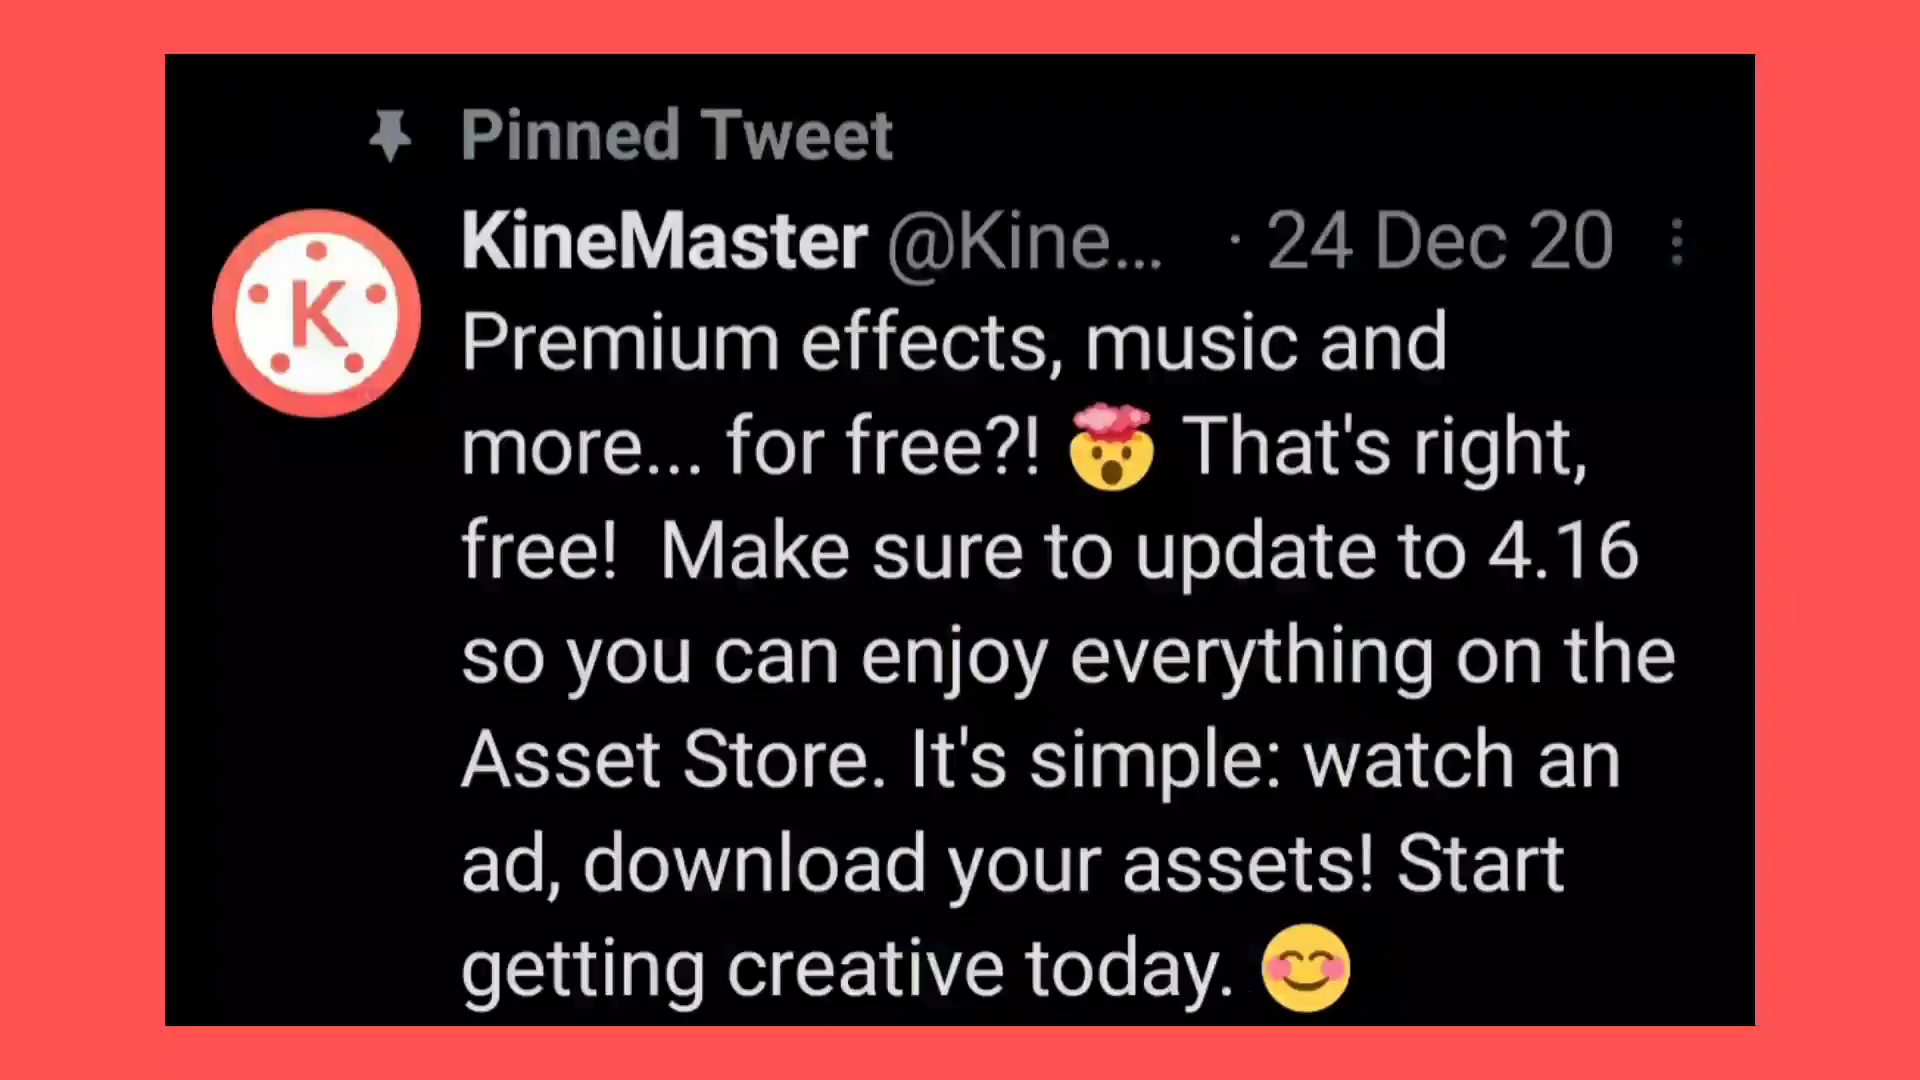 Pinned Tweet
KineMaster @Kine... · 24 Dec 20
K
Premium effects, music and
more... for free?! 🤯 That's right,
free!  Make sure to update to 4.16
so you can enjoy everything on the
Asset Store. It's simple: watch an
ad, download your assets! Start
getting creative today. 😊